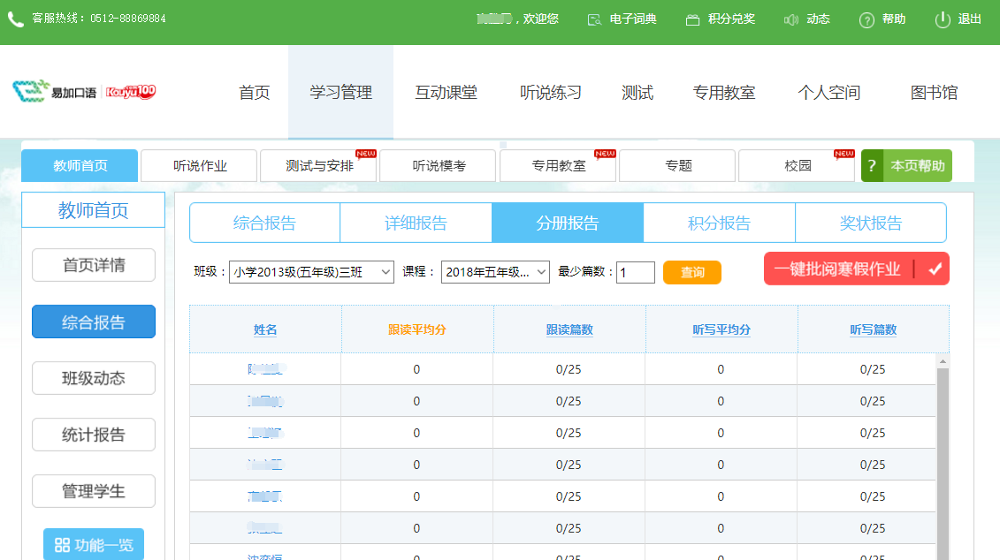 客服热线：0512-88869884
，欢迎您 电子词典 积分兑奖 动态 ? 帮助 退出
易加口语 Kouyu100 首页 学习管理 互动课堂 听说练习 测试 专用教室 个人空间 图书馆
教师首页 听说作业 测试与安排 NEW 听说模考 专用教室 NEW 专题 校园 NEW ? 本页帮助
教师首页
首页详情
综合报告
班级动态
统计报告
管理学生
功能一览
综合报告 详细报告 分册报告 积分报告 奖状报告
班级： 小学2013级(五年级)三班 课程： 2018年五年级... 最少篇数： 1 查询 一键批阅寒假作业
姓名 跟读平均分 跟读篇数 听写平均分 听写篇数
0 0/25 0 0/25
0 0/25 0 0/25
0 0/25 0 0/25
0 0/25 0 0/25
0 0/25 0 0/25
0 0/25 0 0/25
0 0/25 0 0/25